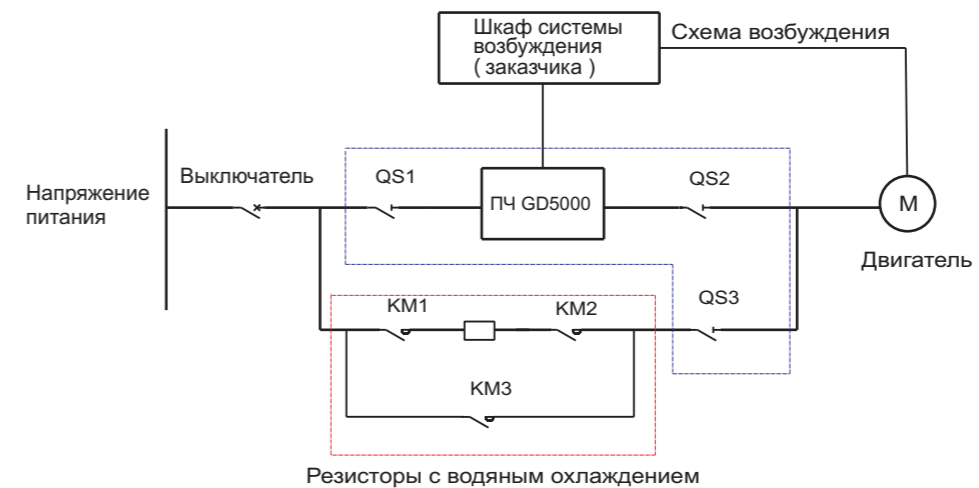 Шкаф системы
возбуждения
( заказчика )
Схема возбуждения
Напряжение
питания
Выключатель
QS1
ПЧ GD5000
QS2
M
Двигатель
QS3
KM1
KM2
KM3
Резисторы с водяным охлаждением